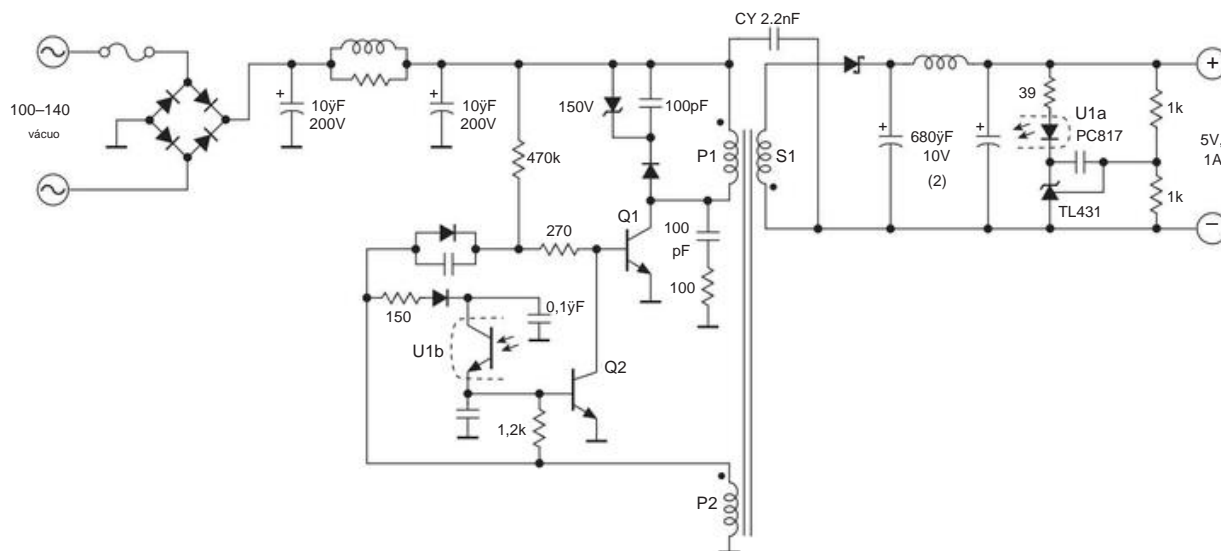 CY 2.2nF
100–140
vácuo
+
10ÿF
200V
+
10ÿF
200V
150V
100pF
470k
P1
S1
+
680ÿF
10V
(2)
+
39
U1a
PC817
TL431
1k
1k
+
5V,
1A
−
270
Q1
100
pF
100
150
0,1ÿF
U1b
Q2
1,2k
P2